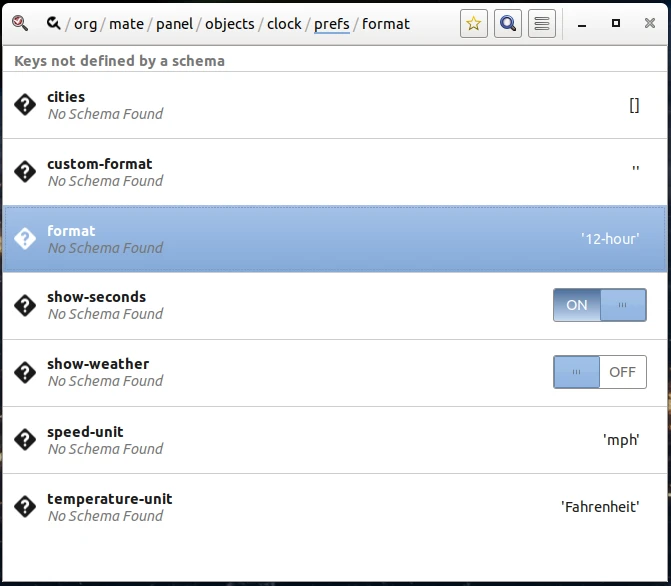 / org / mate / panel / objects / clock / prefs / format
Keys not defined by a schema
cities
No Schema Found
[]
custom-format
No Schema Found
''
format
No Schema Found
'12-hour'
show-seconds
No Schema Found
ON
show-weather
No Schema Found
OFF
speed-unit
No Schema Found
'mph'
temperature-unit
No Schema Found
'Fahrenheit'